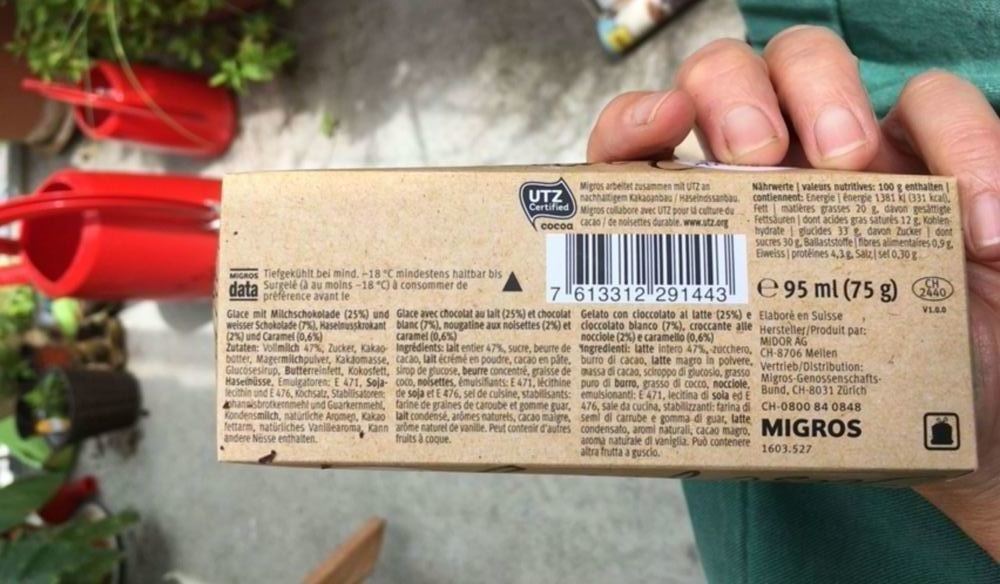 UTZ
Certified
cocoa
Migros arbeitet zusammen mit UTZ an
nachhaltigem Kakaoanbau / Haselnussanbau.
Migros collabore avec UTZ pour la culture du
cacao / de noisettes durable. www.utz.org
MIGROS
data
Tiefgekühlt bei mind. –18 °C mindestens haltbar bis
Surgelé (à au moins –18 °C) à consommer de
préférence avant le
7 613312 291443
Glace mit Milchschokolade (25%) und
weisser Schokolade (7%), Haselnusskrokant
(2%) und Caramel (0,6%)
Zutaten: Vollmilch 47%, Zucker, Kakao-
butter, Magermilchpulver, Kakaomasse,
Glucosesirup, Butterreinfett, Kokosfett,
Haselnüsse, Emulgatoren: E 471, Soja-
lecithin und E 476, Kochsalz, Stabilisatoren:
Johannisbrotkernmehl und Guarkernmehl,
Kondensmilch, natürliche Aromen, Kakao
fettarm, natürliches Vanillearoma. Kann
andere Nüsse enthalten.
Glace avec chocolat au lait (25%) et chocolat
blanc (7%), nougatine aux noisettes (2%) et
caramel (0,6%)
Ingrédients: lait entier 47%, sucre, beurre de
cacao, lait écrémé en poudre, cacao en pâte,
sirop de glucose, beurre concentré, graisse de
coco, noisettes, émulsifiants: E 471, lécithine
de soja et E 476, sel de cuisine, stabilisants:
farine de graines de caroube et gomme guar,
lait condensé, arômes naturels, cacao maigre,
arôme naturel de vanille. Peut contenir d'autres
fruits à coque.
Gelato con cioccolato al latte (25%) e
cioccolato bianco (7%), croccante alle
nocciole (2%) e caramello (0,6%)
Ingredienti: latte intero 47%, zucchero,
burro di cacao, latte magro in polvere,
massa di cacao, sciroppo di glucosio, grasso
puro di burro, grasso di cocco, nocciole,
emulsionanti: E 471, lecitina di soia ed E
476, sale da cucina, stabilizzanti: farina di
semi di carrube e gomma di guar, latte
condensato, aromi naturali, cacao magro,
aroma naturale di vaniglia. Può contenere
altra frutta a guscio.
Nährwerte | valeurs nutritives: 100 g enthalten |
contiennent: Energie | énergie 1381 kJ (331 kcal),
Fett | matières grasses 20 g, davon gesättigte
Fettsäuren | dont acides gras saturés 12 g, Kohlen-
hydrate | glucides 33 g, davon Zucker | dont
sucres 30 g, Ballaststoffe | fibres alimentaires 0,9 g,
Eiweiss | protéines 4,3 g, Salz | sel 0,30 g
e 95 ml (75 g)
CH
2440
V1.0.0
Elaboré en Suisse
Hersteller/Produit par:
MIDOR AG
CH-8706 Meilen
Vertrieb/Distribution:
Migros-Genossenschafts-
Bund, CH-8031 Zürich
CH-0800 84 0848
MIGROS
1603.527